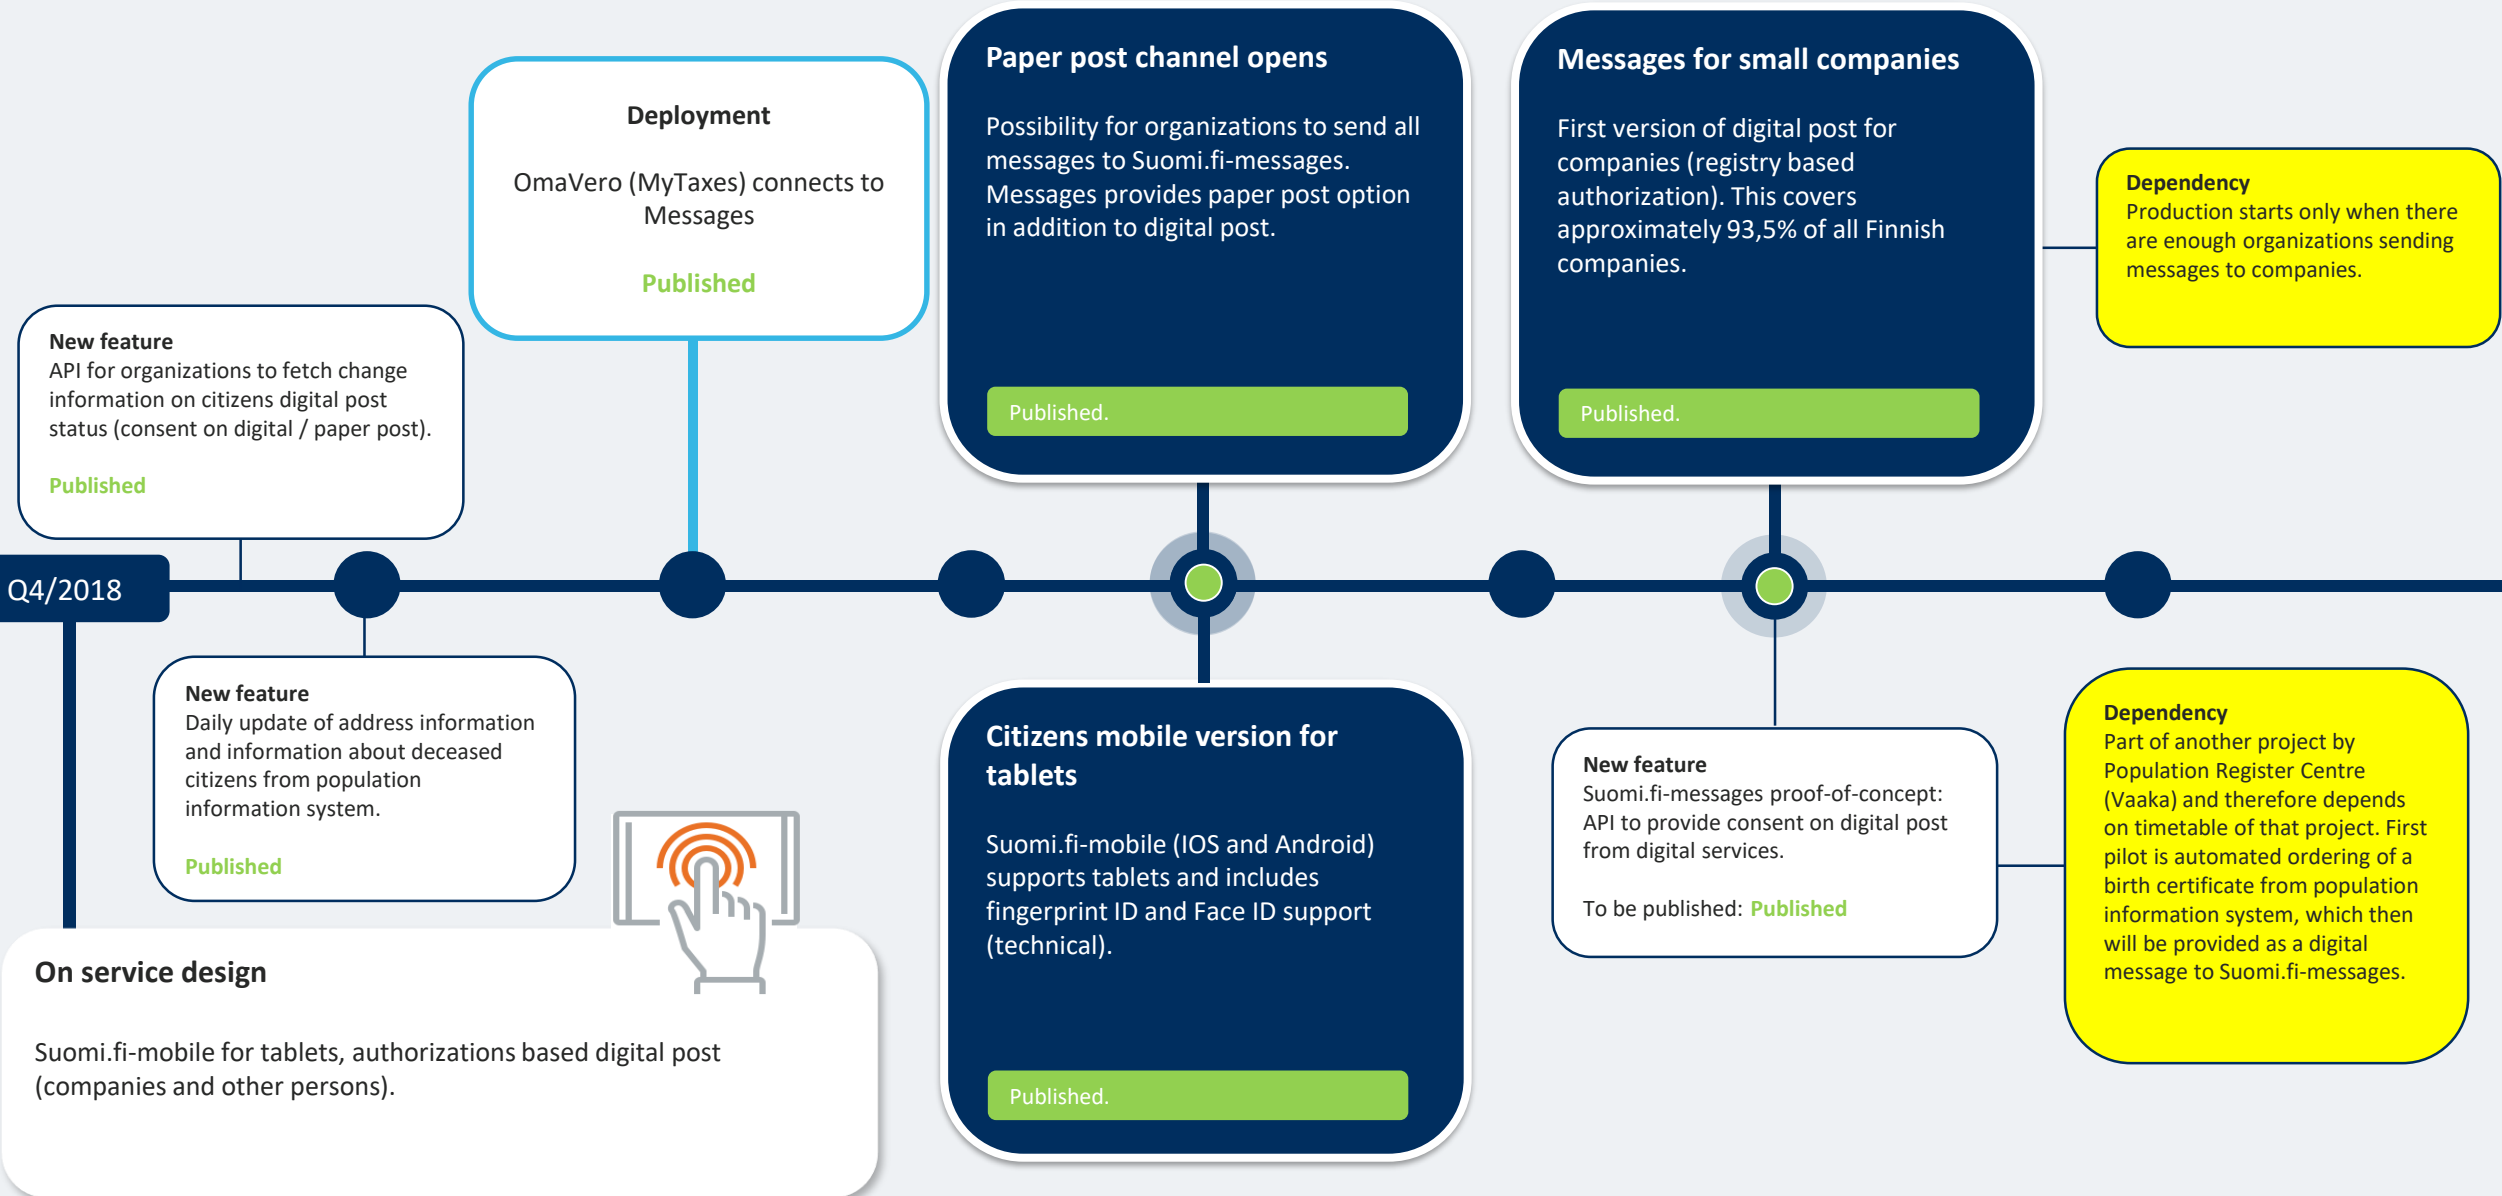 Paper post channel opens
Possibility for organizations to send all
messages to Suomi.fi-messages.
Messages provides paper post option
in addition to digital post.
Published.
Messages for small companies
First version of digital post for
companies (registry based
authorization). This covers
approximately 93,5% of all Finnish
companies.
Published.
Deployment
OmaVero (MyTaxes) connects to
Messages
Published
Dependency
Production starts only when there
are enough organizations sending
messages to companies.
New feature
API for organizations to fetch change
information on citizens digital post
status (consent on digital / paper post).
Published
Q4/2018
New feature
Daily update of address information
and information about deceased
citizens from population
information system.
Published
Citizens mobile version for
tablets
Suomi.fi-mobile (IOS and Android)
supports tablets and includes
fingerprint ID and Face ID support
(technical).
Published.
New feature
Suomi.fi-messages proof-of-concept:
API to provide consent on digital post
from digital services.
To be published: Published
Dependency
Part of another project by
Population Register Centre
(Vaaka) and therefore depends
on timetable of that project. First
pilot is automated ordering of a
birth certificate from population
information system, which then
will be provided as a digital
message to Suomi.fi-messages.
On service design
Suomi.fi-mobile for tablets, authorizations based digital post
(companies and other persons).